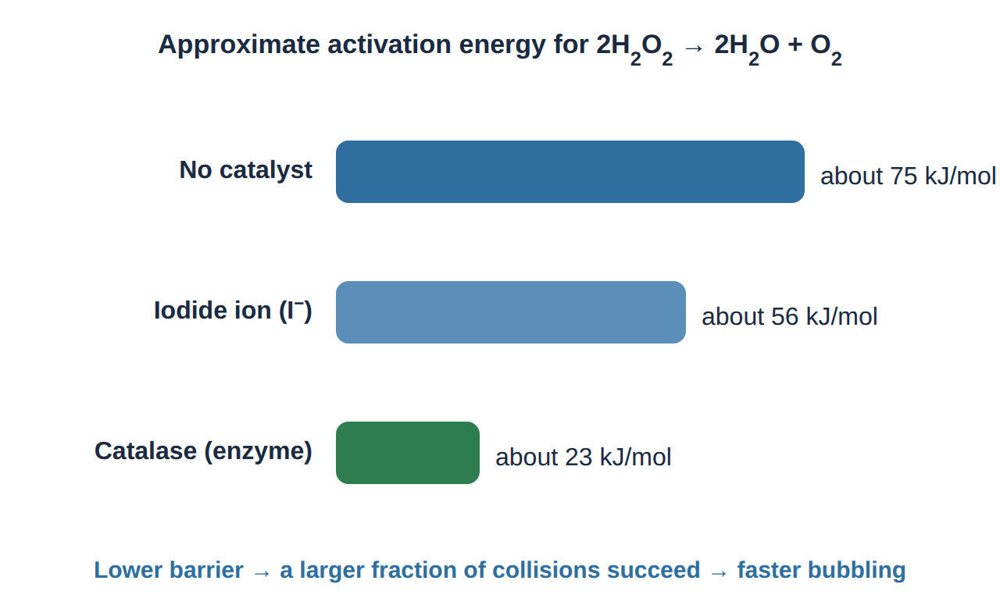 Approximate activation energy for 2H₂O₂ → 2H₂O + O₂
No catalyst
about 75 kJ/mol
Iodide ion (I⁻)
about 56 kJ/mol
Catalase (enzyme)
about 23 kJ/mol
Lower barrier → a larger fraction of collisions succeed → faster bubbling